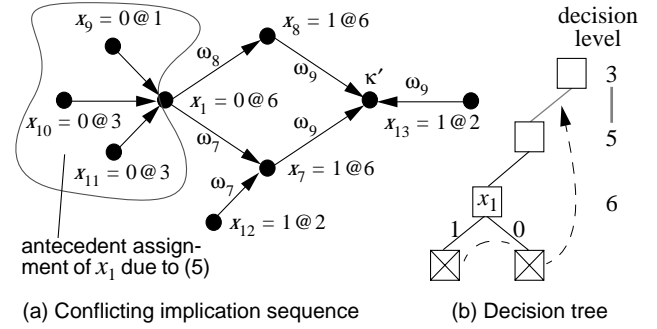 x9 = 0@1
x8 = 1@6
decision level
ω8
ω9
κ′
ω9
3
x10 = 0@3
x1 = 0@6
x13 = 1@2
ω7
ω9
5
x11 = 0@3
ω7
x7 = 1@6
x1
6
x12 = 1@2
1
0
antecedent assign-
ment of x1 due to (5)
(a) Conflicting implication sequence
(b) Decision tree